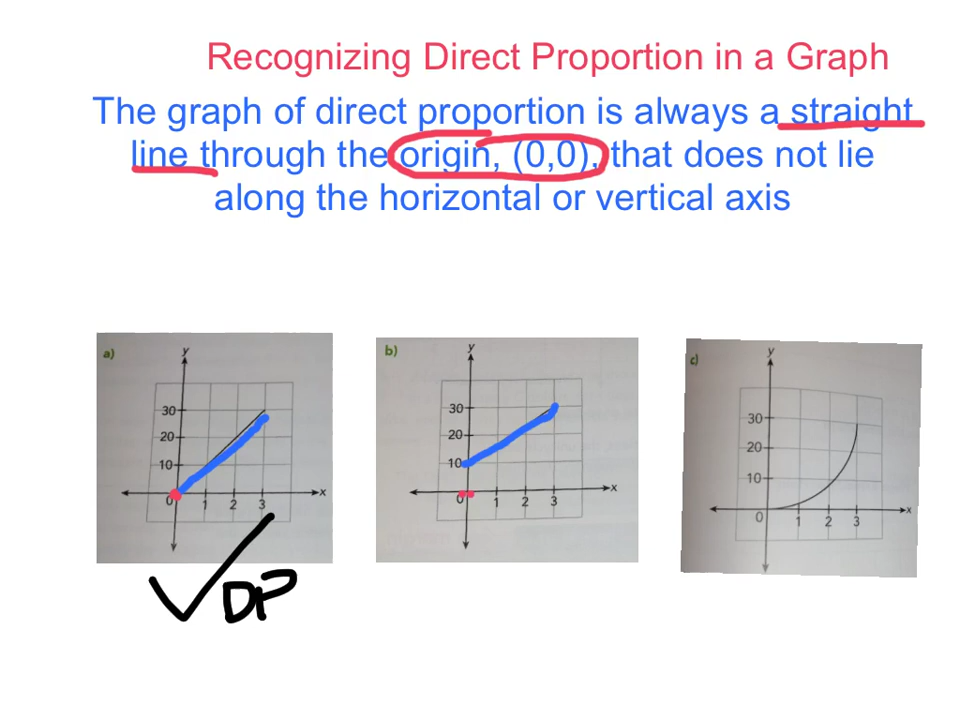 Recognizing Direct Proportion in a Graph
The graph of direct proportion is always a straight
line through the origin, (0,0), that does not lie
along the horizontal or vertical axis
a)
y
30
20
10
0 1 2 3 x
b)
y
30
20
10
0 1 2 3 x
c)
y
30
20
10
0 1 2 3 x
DP